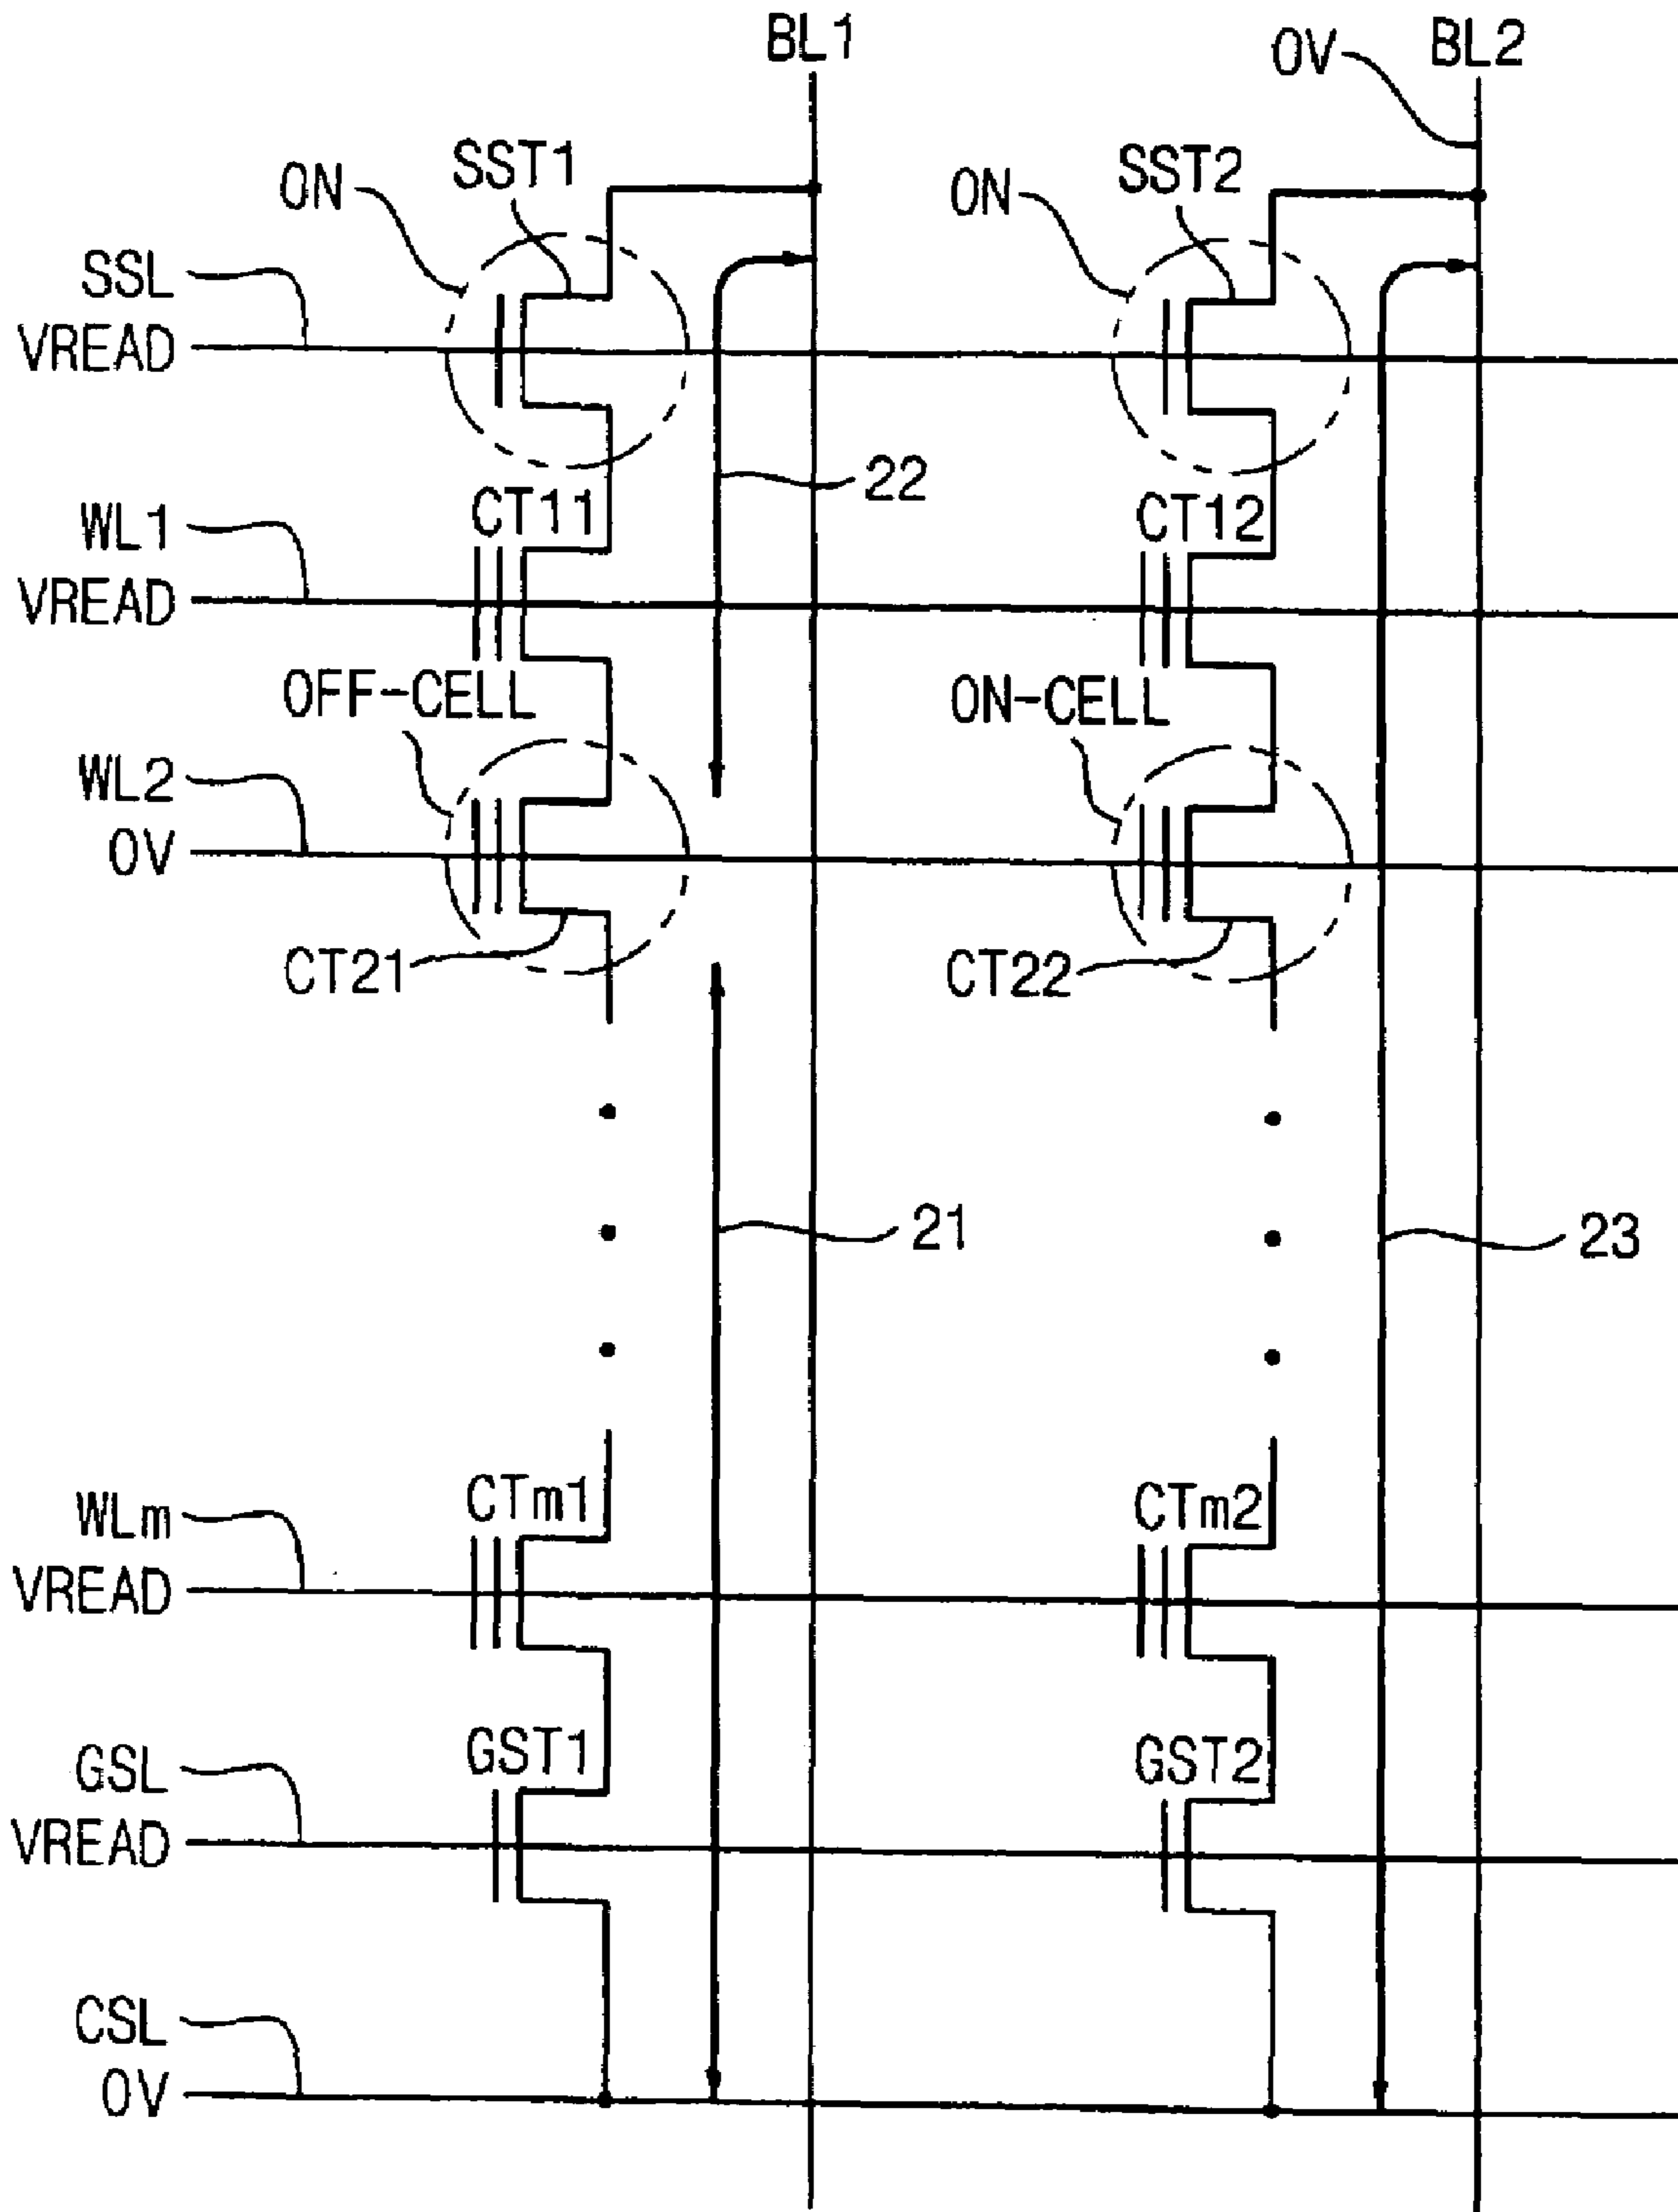 BL1
0V
BL2
ON
SST1
ON
SST2
SSL
VREAD
22
WL1
VREAD
CT11
CT12
OFF-CELL
ON-CELL
WL2
0V
CT21
CT22
21
23
WLm
VREAD
CTm1
CTm2
GSL
VREAD
GST1
GST2
CSL
0V